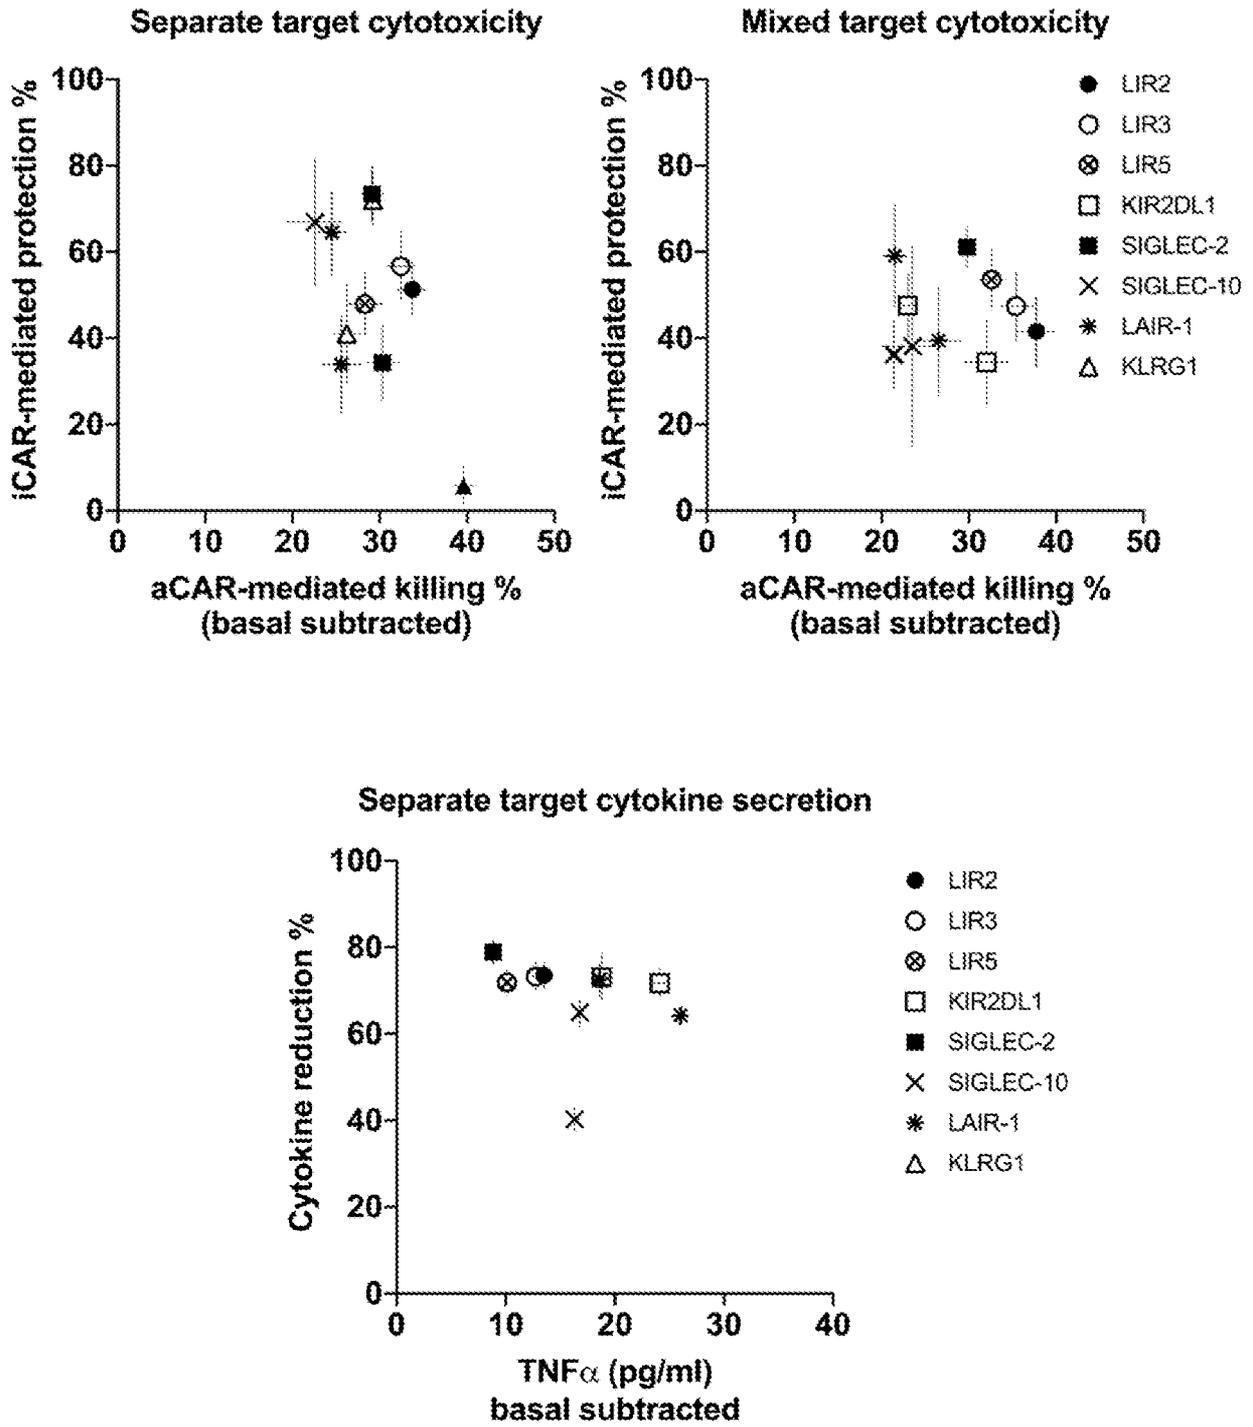 Separate target cytotoxicity
iCAR-mediated protection %
100
80
60
40
20
0
0 10 20 30 40 50
aCAR-mediated killing %
(basal subtracted)
Mixed target cytotoxicity
iCAR-mediated protection %
100
80
60
40
20
0
0 10 20 30 40 50
aCAR-mediated killing %
(basal subtracted)
LIR2
LIR3
LIR5
KIR2DL1
SIGLEC-2
SIGLEC-10
LAIR-1
KLRG1
Separate target cytokine secretion
Cytokine reduction %
100
80
60
40
20
0
0 10 20 30 40
TNFα (pg/ml)
basal subtracted
LIR2
LIR3
LIR5
KIR2DL1
SIGLEC-2
SIGLEC-10
LAIR-1
KLRG1